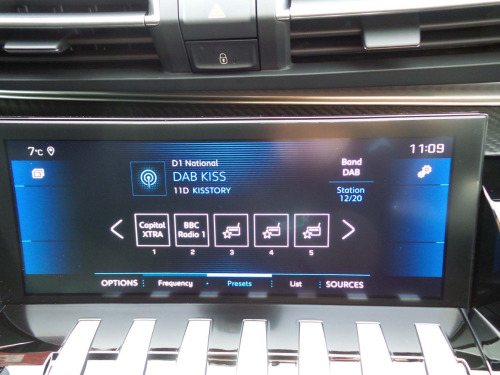 7°C
11:09
D1 National
DAB KISS
11D KISSTORY
Band
DAB
Station
12/20
Capital
XTRA
BBC
Radio 1
1 2 3 4 5
OPTIONS Frequency Presets List SOURCES